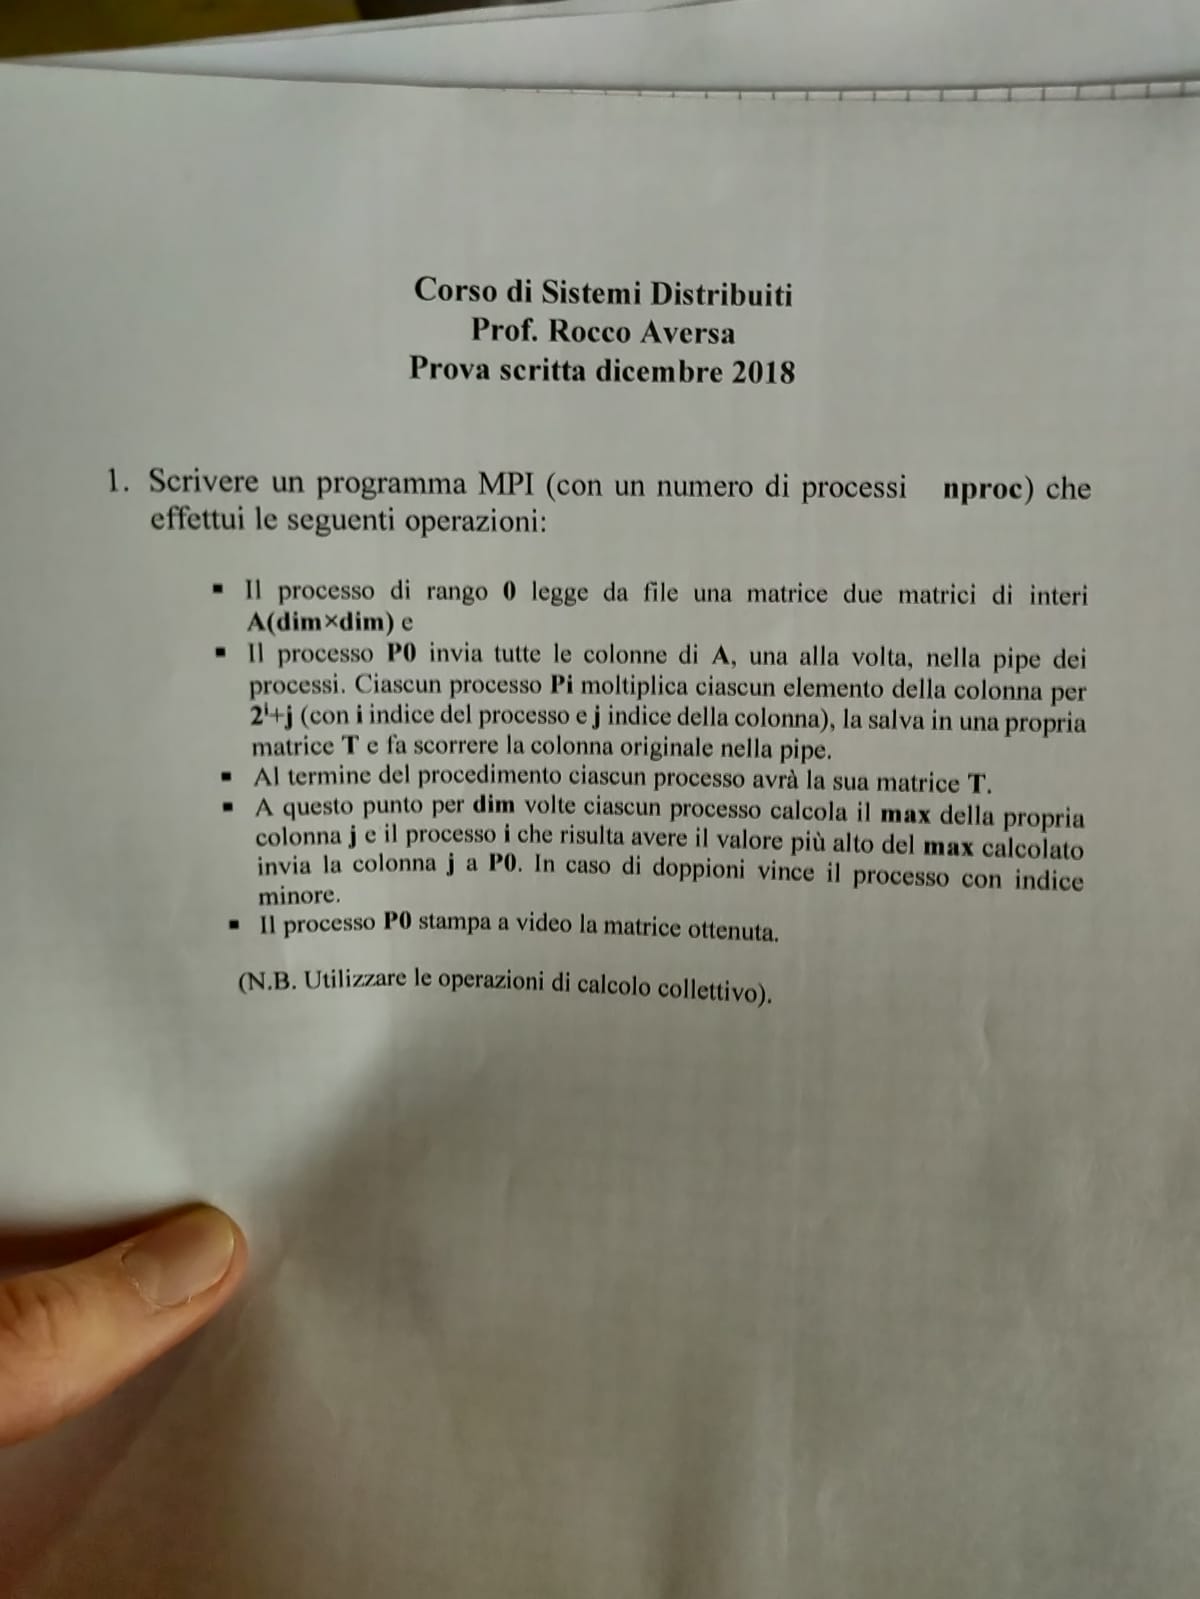 Corso di Sistemi Distribuiti
Prof. Rocco Aversa
Prova scritta dicembre 2018
1. Scrivere un programma MPI (con un numero di processi nproc) che
effettui le seguenti operazioni:
▪ Il processo di rango 0 legge da file una matrice due matrici di interi
A(dim×dim) e
▪ Il processo P0 invia tutte le colonne di A, una alla volta, nella pipe dei
processi. Ciascun processo Pi moltiplica ciascun elemento della colonna per
2ⁱ+j (con i indice del processo e j indice della colonna), la salva in una propria
matrice T e fa scorrere la colonna originale nella pipe.
▪ Al termine del procedimento ciascun processo avrà la sua matrice T.
▪ A questo punto per dim volte ciascun processo calcola il max della propria
colonna j e il processo i che risulta avere il valore più alto del max calcolato
invia la colonna j a P0. In caso di doppioni vince il processo con indice
minore.
▪ Il processo P0 stampa a video la matrice ottenuta.
(N.B. Utilizzare le operazioni di calcolo collettivo).